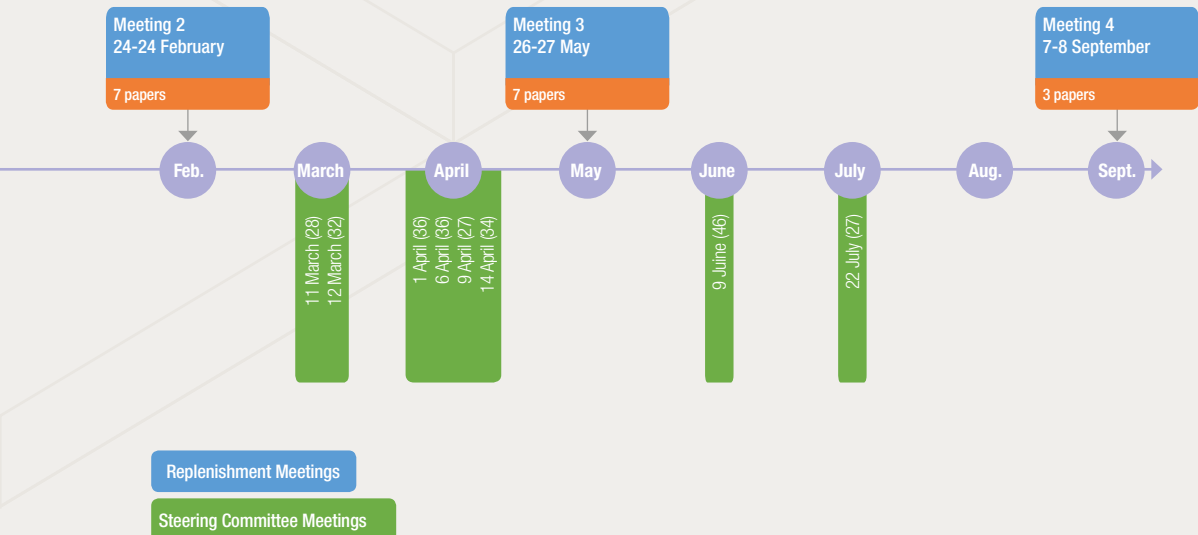 Meeting 2
24-24 February
7 papers
Meeting 3
26-27 May
7 papers
Meeting 4
7-8 September
3 papers
Feb.
March
April
May
June
July
Aug.
Sept.
11 March (28)
12 March (32)
1 April (36)
6 April (36)
9 April (27)
14 April (34)
9 Juine (46)
22 July (27)
Replenishment Meetings
Steering Committee Meetings